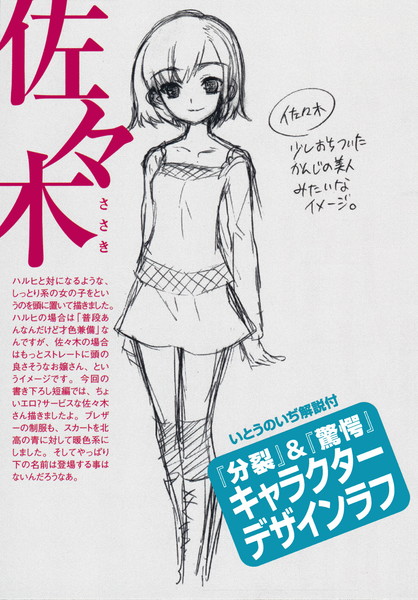 佐々木
ささき
佐々木
少しおちついた
かんじの美人
みたいな
イメージ。
ハルヒと対になるような、
しっとり系の女の子をとい
うのを頭に置いて描きました。
ハルヒの場合は「普段あ
んなんだけど才色兼備」な
んですが、佐々木の場合
はもっとストレートに頭の
良さそうなお嬢さん、とい
うイメージです。今回の
書き下ろし短編では、ちょ
いエロ?サービスな佐々木
さん描きましたよ。ブレザ
ーの制服も、スカートを北
高の青に対して暖色系に
しました。そしてやっぱり
下の名前は登場する事は
ないんだろうなあ。
いとうのいぢ解説付
『分裂』&『驚愕』
キャラクター
デザインラフ